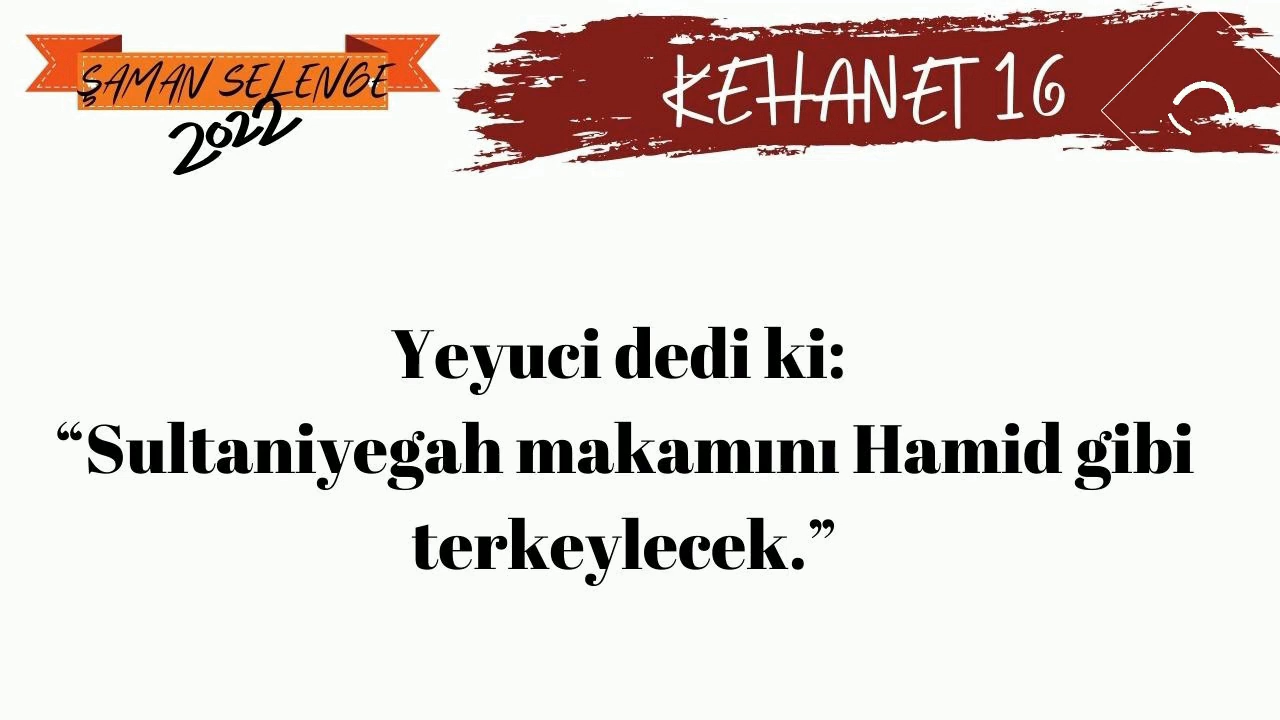 ŞAMAN SELENGE
2022
KEHANET 16
Yeyuci dedi ki:
“Sultaniyegah makamını Hamid gibi
terkeylecek.”